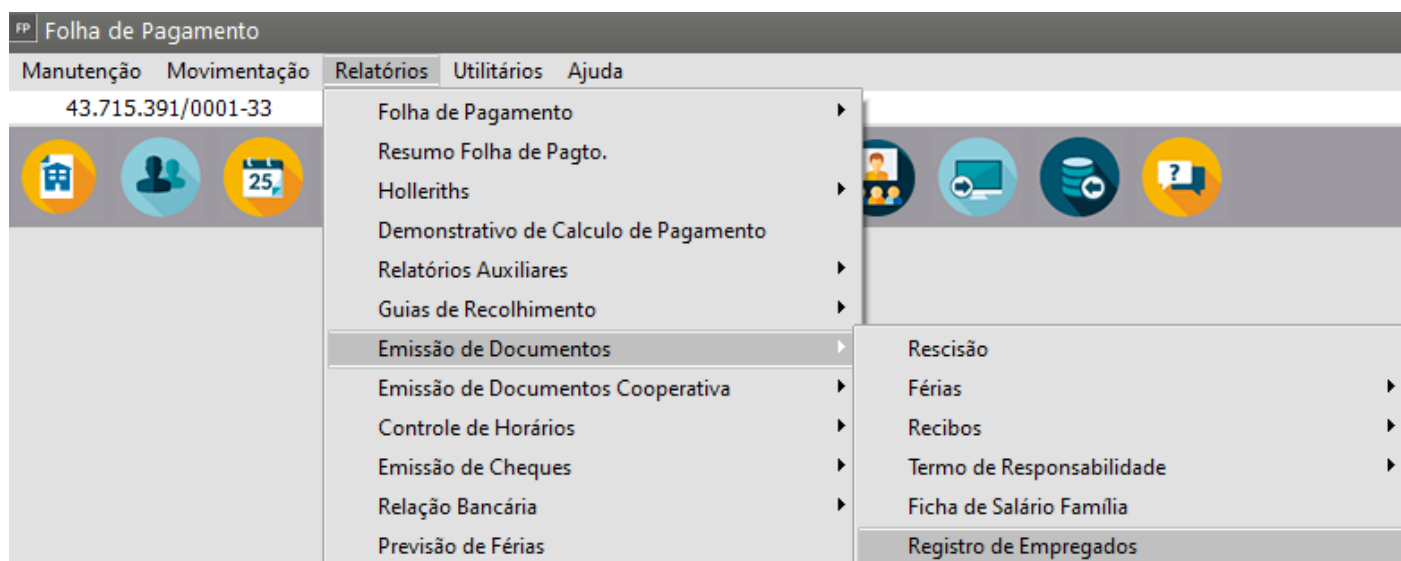 FP Folha de Pagamento
Manutenção Movimentação Relatórios Utilitários Ajuda
43.715.391/0001-33
25
?
Folha de Pagamento
Resumo Folha de Pagto.
Holleriths
Demonstrativo de Calculo de Pagamento
Relatórios Auxiliares
Guias de Recolhimento
Emissão de Documentos
Emissão de Documentos Cooperativa
Controle de Horários
Emissão de Cheques
Relação Bancária
Previsão de Férias
Rescisão
Férias
Recibos
Termo de Responsabilidade
Ficha de Salário Família
Registro de Empregados